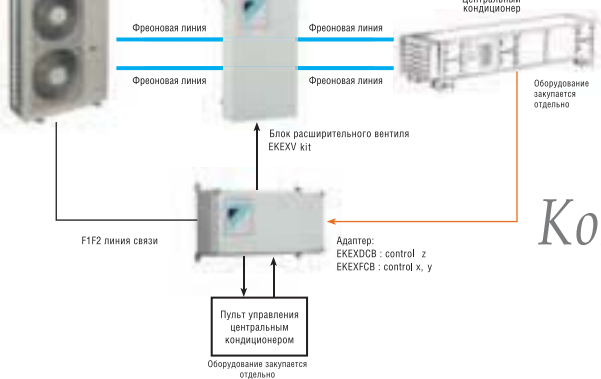 Центральный
кондиционер
Фреоновая линия
Фреоновая линия
Фреоновая линия
Фреоновая линия
Оборудование
закупается
отдельно
Блок расширительного вентиля
EKEXV kit
F1F2 линия связи
Адаптер:
EKEXDCB : control z
EKEXFCB : control x, y
Ko
Пульт управления
центральным
кондиционером
Оборудование закупается
отдельно